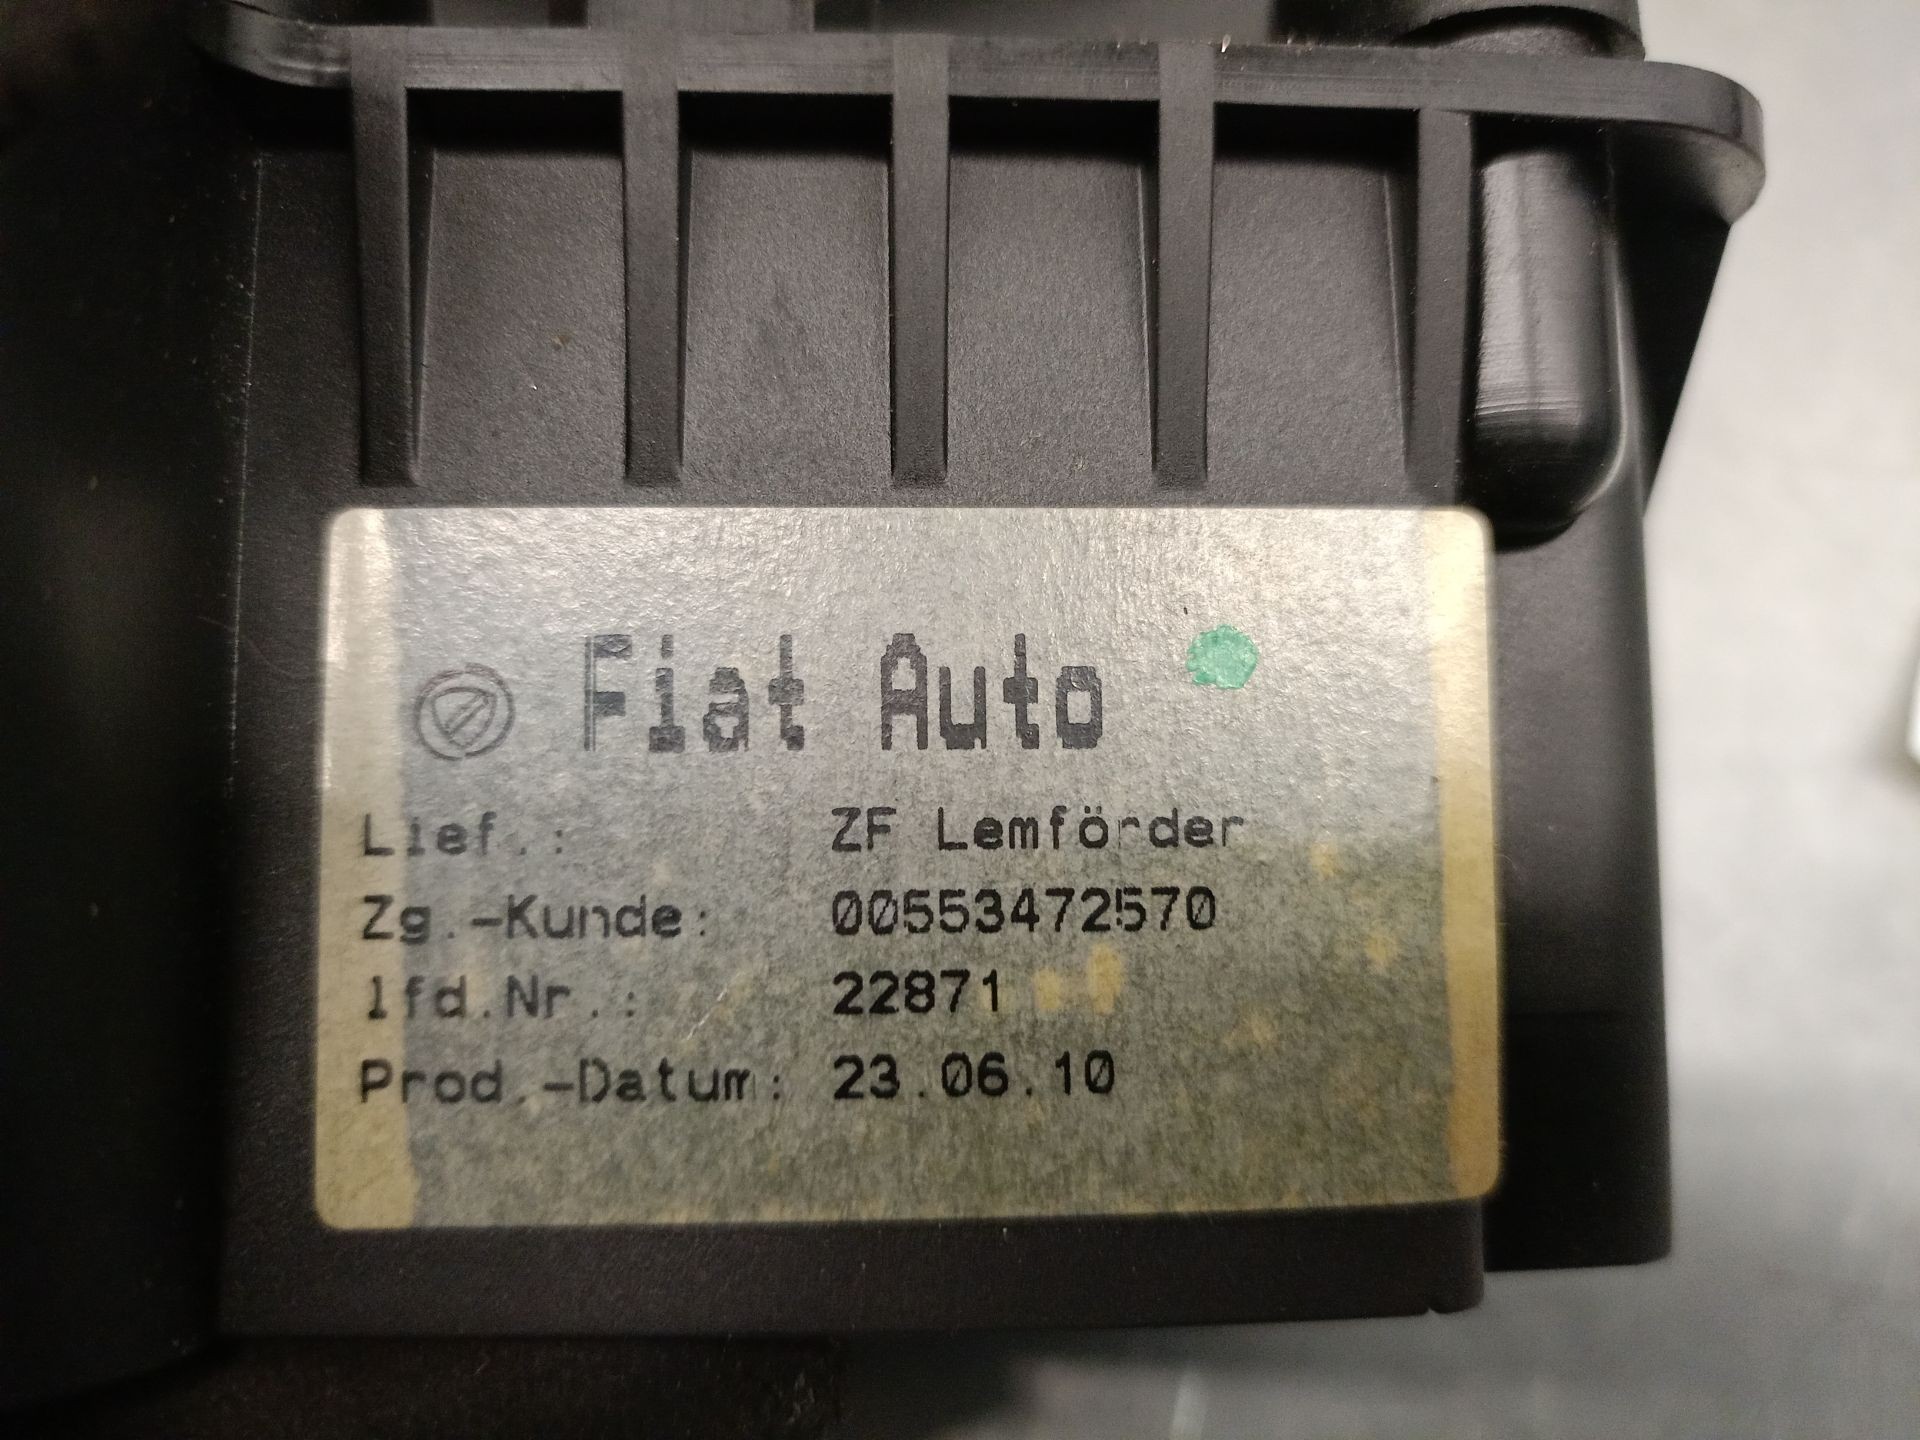 Fiat Auto
Lief.: ZF Lemförder
Zg.-Kunde: 00553472570
lfd.Nr.: 22871
Prod.-Datum: 23.06.10